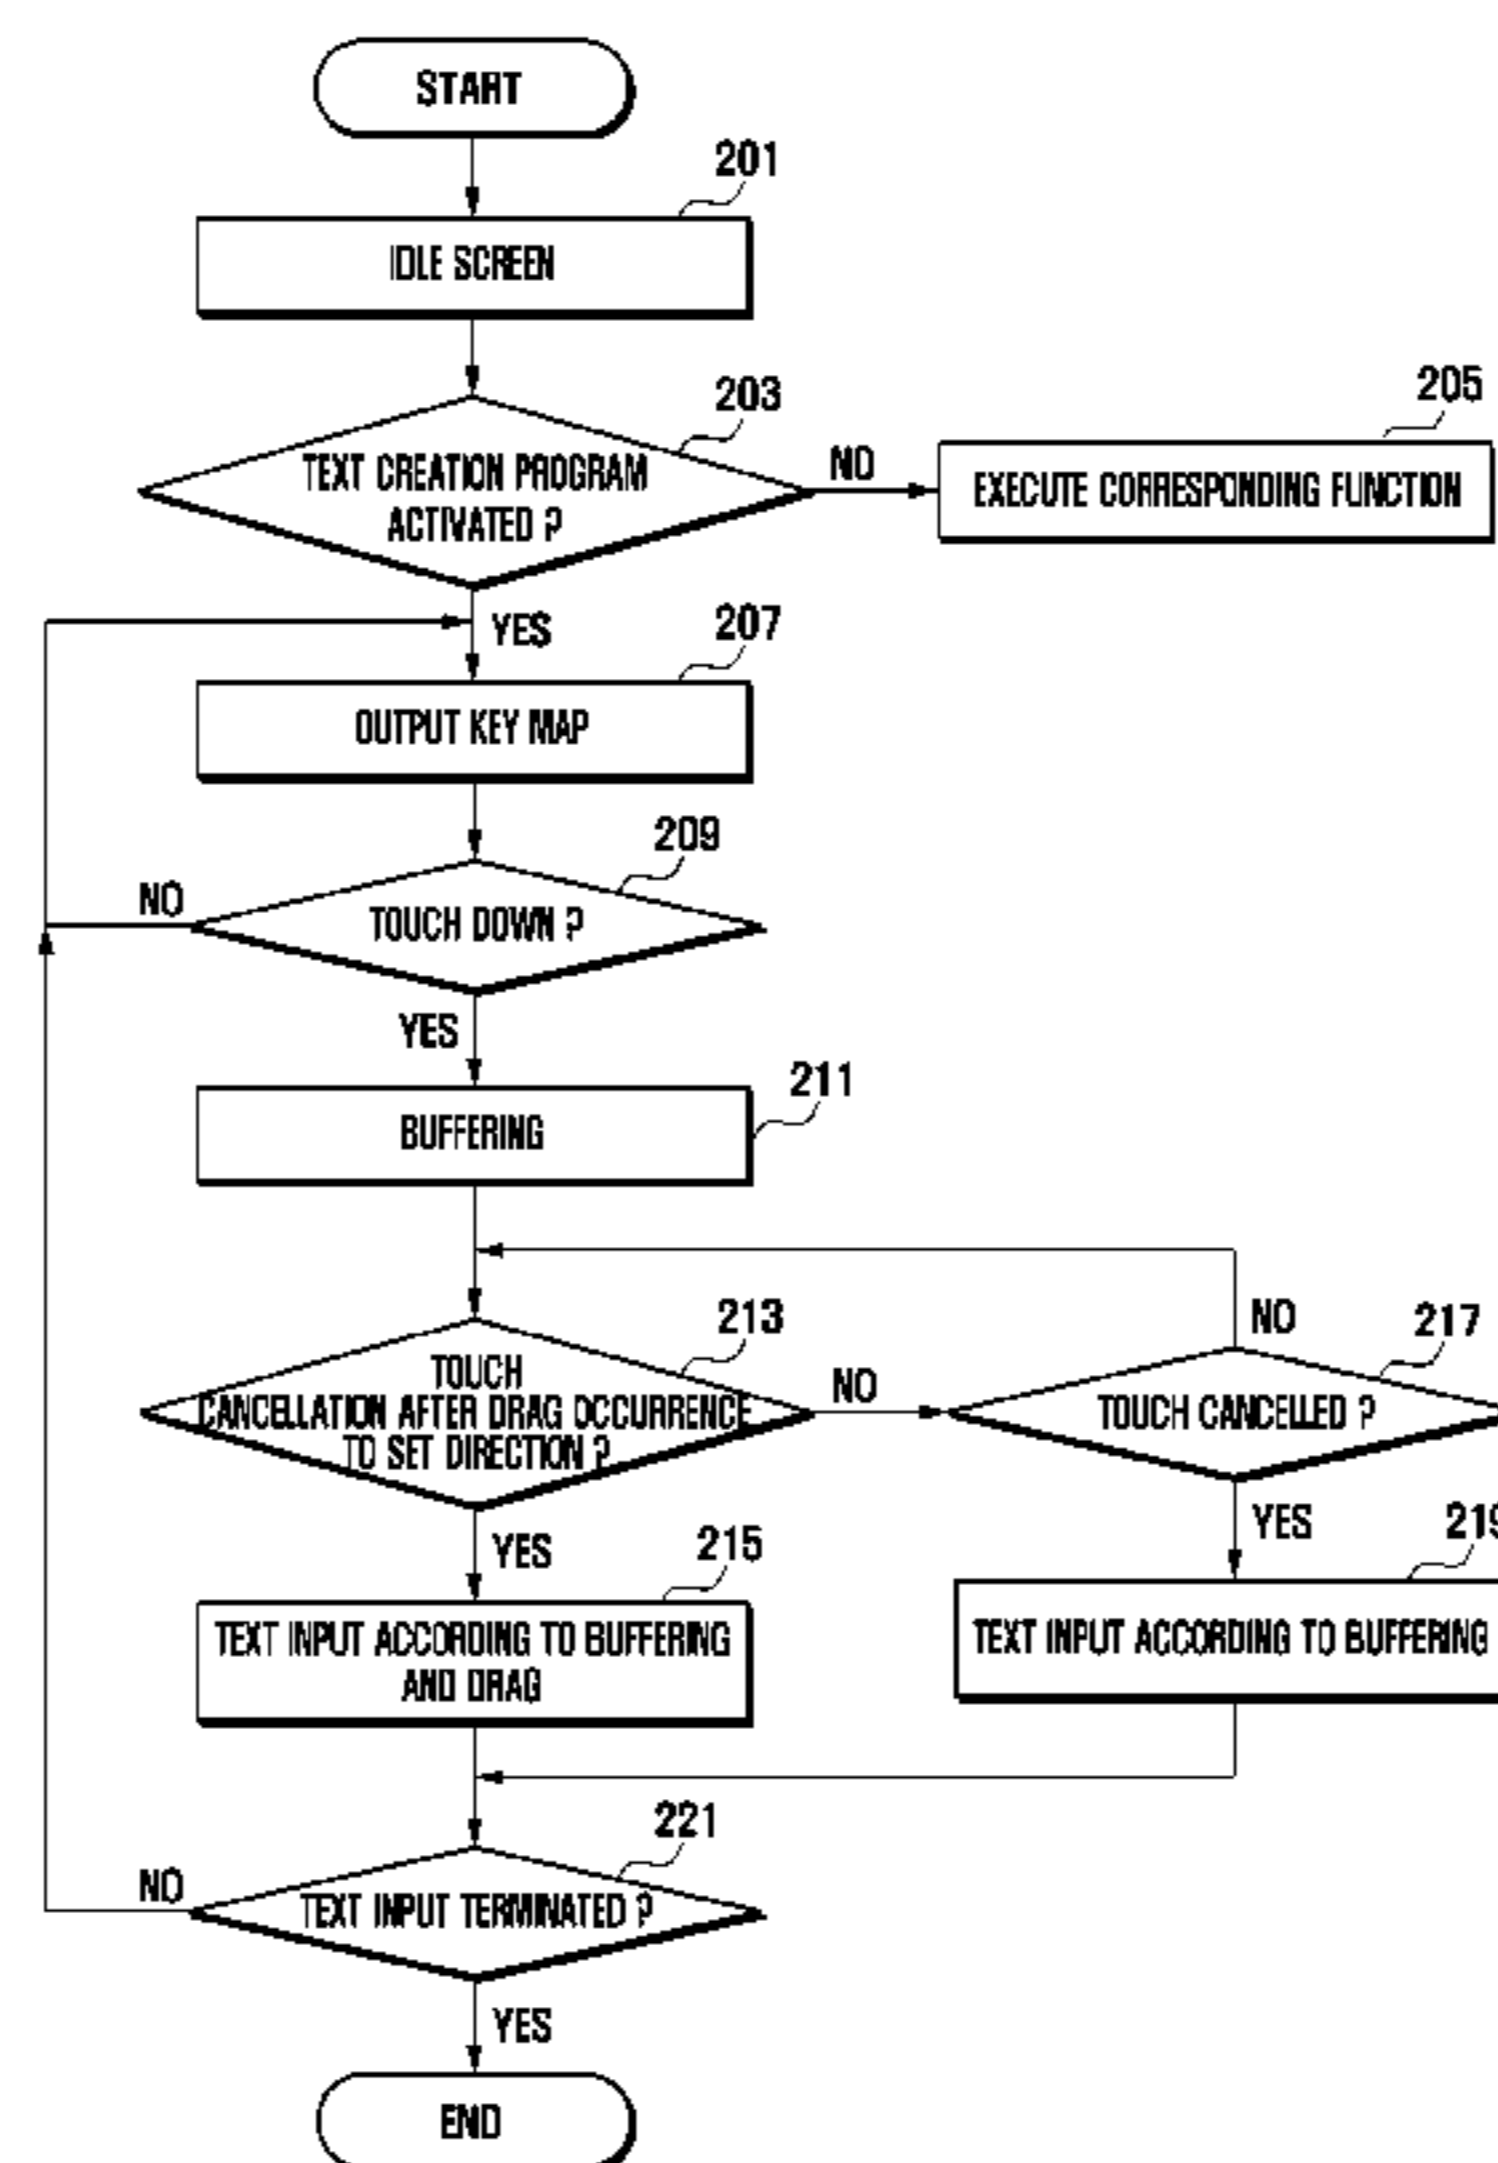 START
201
IDLE SCREEN
203
TEXT CREATION PROGRAM
ACTIVATED ?
NO
205
EXECUTE CORRESPONDING FUNCTION
YES
207
OUTPUT KEY MAP
209
TOUCH DOWN ?
NO
YES
211
BUFFERING
213
TOUCH
CANCELLATION AFTER DRAG OCCURRENCE
TO SET DIRECTION ?
NO
217
TOUCH CANCELLED ?
NO
YES
215
TEXT INPUT ACCORDING TO BUFFERING
AND DRAG
YES
219
TEXT INPUT ACCORDING TO BUFFERING
221
TEXT INPUT TERMINATED ?
NO
YES
END